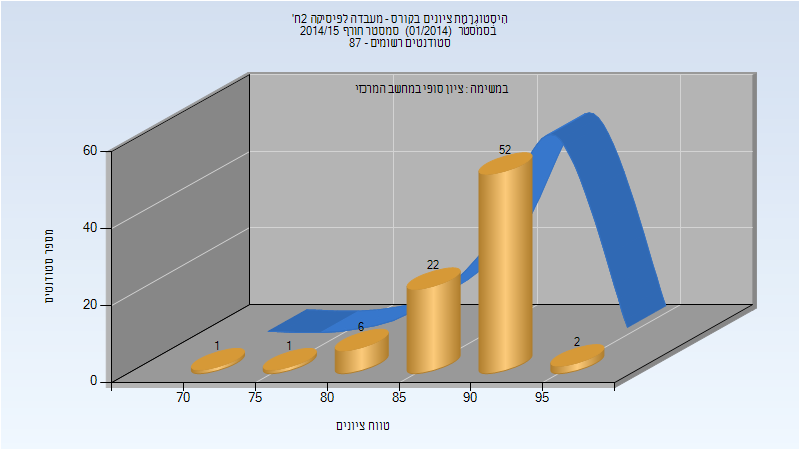 היסטוגרמת ציונים בקורס - מעבדה לפיסיקה 2ח'
בסמסטר (01/2014) סמסטר חורף 2014/15
סטודנטים רשומים - 87
במשימה : ציון סופי במחשב המרכזי
60
40
20
0
מספר סטודנטים
1
1
6
22
52
2
70
75
80
85
90
95
טווח ציונים